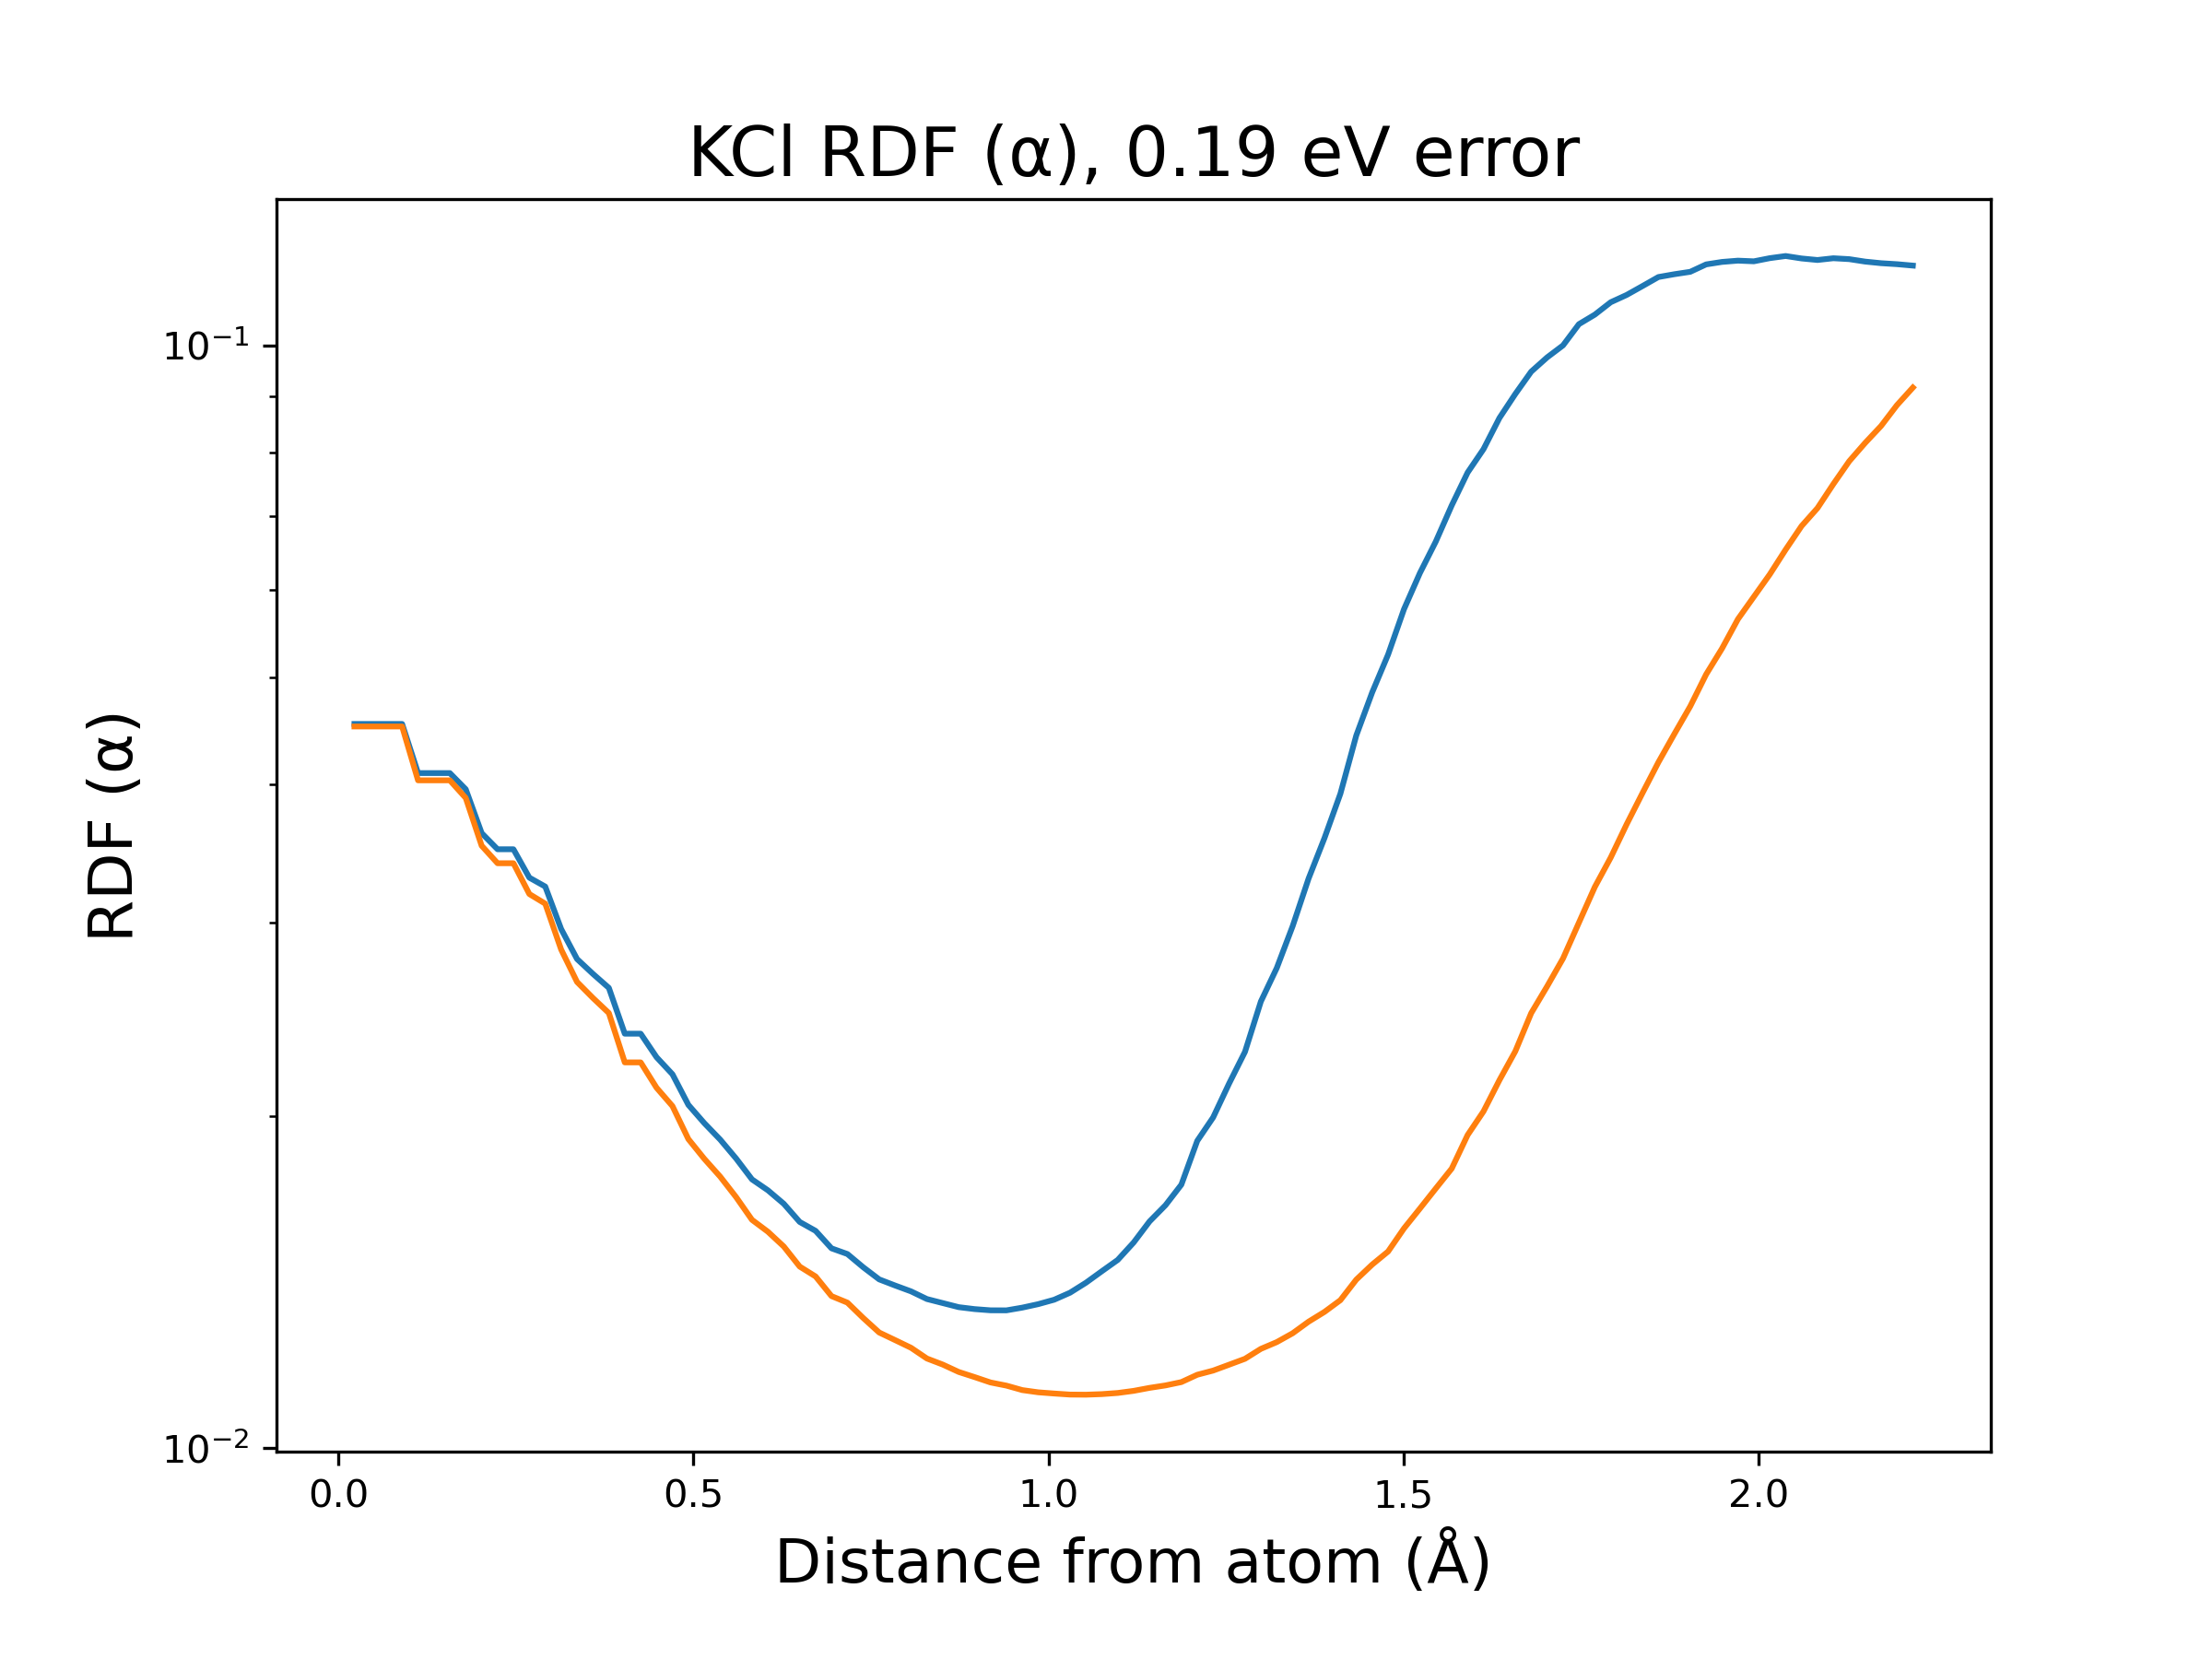 KCl RDF (α), 0.19 eV error
RDF (α)
10⁻¹
10⁻²
0.0 0.5 1.0 1.5 2.0
Distance from atom (Å)